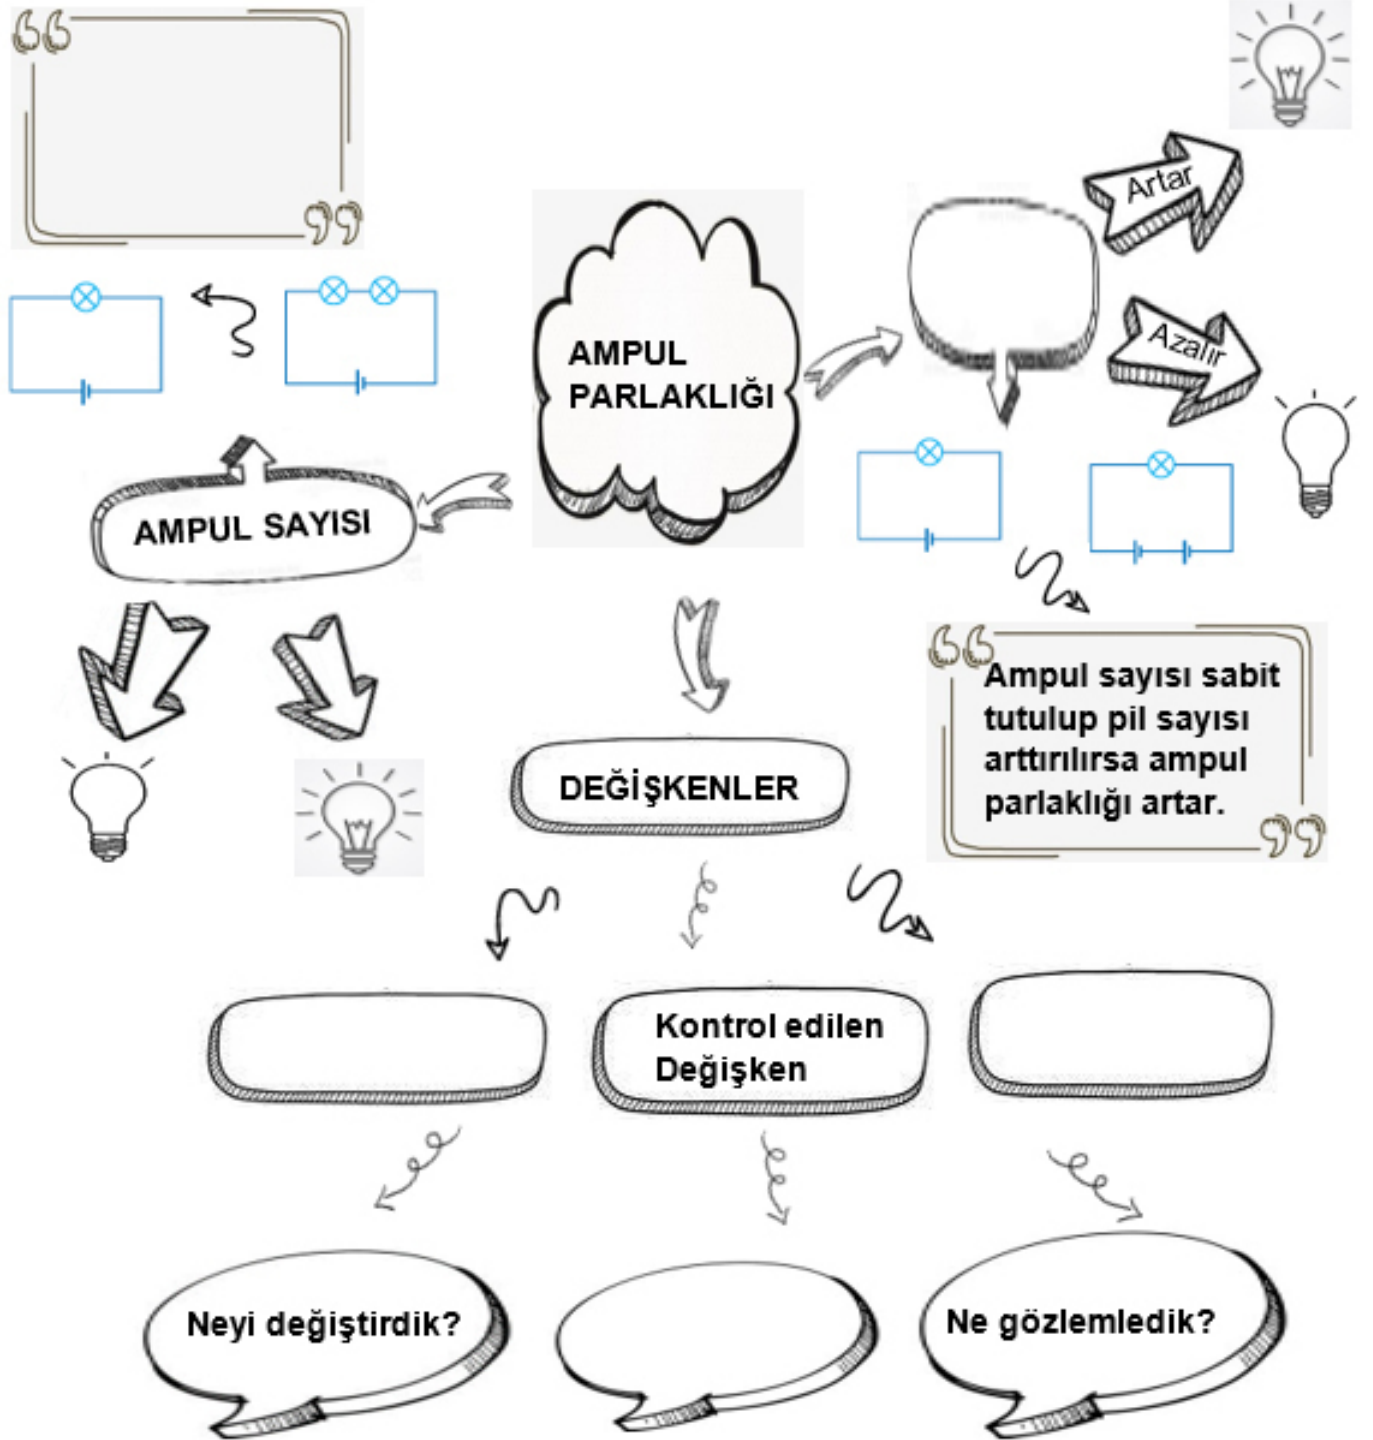 Artar
Azalır
AMPUL
PARLAKLIĞI
AMPUL SAYISI
Ampul sayısı sabit
tutulup pil sayısı
arttırılırsa ampul
parlaklığı artar.
DEĞİŞKENLER
Kontrol edilen
Değişken
Neyi değiştirdik?
Ne gözlemledik?